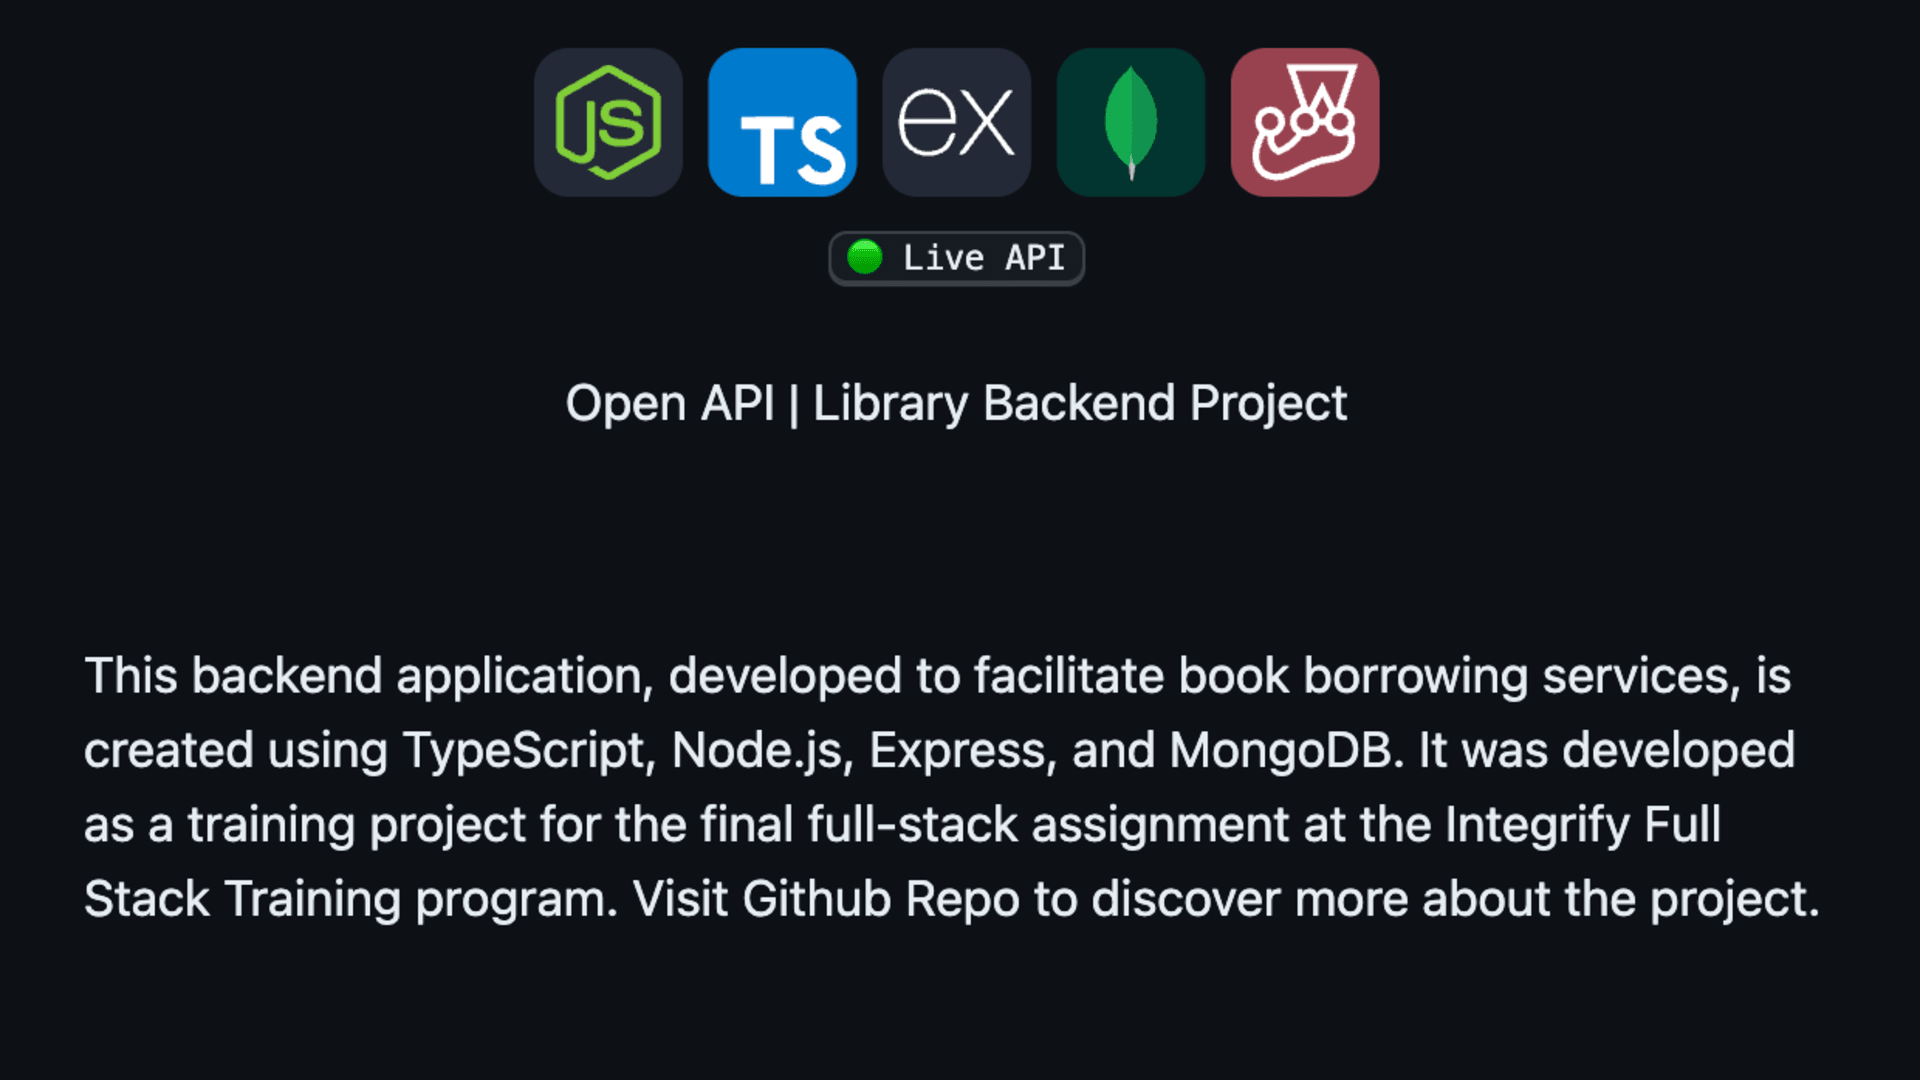 JS TS ex
Live API
Open API | Library Backend Project
This backend application, developed to facilitate book borrowing services, is
created using TypeScript, Node.js, Express, and MongoDB. It was developed
as a training project for the final full-stack assignment at the Integrify Full
Stack Training program. Visit Github Repo to discover more about the project.